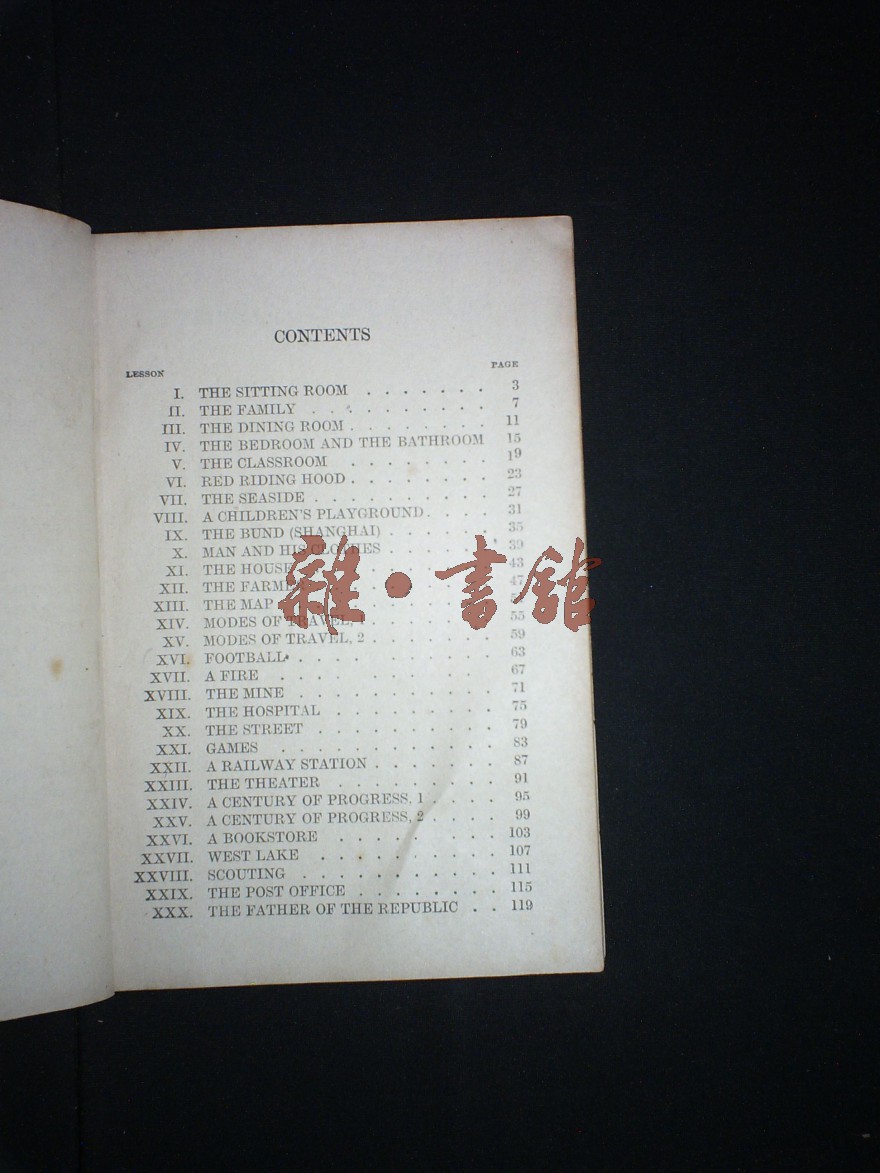 CONTENTS
LESSON PAGE
I. THE SITTING ROOM . . . . . . . 3
II. THE FAMILY . . . . . . . . . . 7
III. THE DINING ROOM . . . . . . . . 11
IV. THE BEDROOM AND THE BATHROOM 15
V. THE CLASSROOM . . . . . . . . 19
VI. RED RIDING HOOD . . . . . . . . 23
VII. THE SEASIDE . . . . . . . . . . 27
VIII. A CHILDREN'S PLAYGROUND . . . . 31
IX. THE BUND (SHANGHAI) . . . . . . 35
X. MAN AND HIS CLOTHES . . . . . . 39
XI. THE HOUSE 43
XII. THE 47
XIII. THE MAP
XIV. MODES OF TRAVEL, 1 55
XV. MODES OF TRAVEL, 2 . . . . . . . 59
XVI. FOOTBALL . . . . . . . . . 63
XVII. A FIRE . . . . . . . . . 67
XVIII. THE MINE . . . . . . . . . . . 71
XIX. THE HOSPITAL . . . . . . . . . 75
XX. THE STREET . . . . . . . . . . 79
XXI. GAMES . . . . . . . . . . . . 83
XXII. A RAILWAY STATION . . . . . . . 87
XXIII. THE THEATER . . . . . . . . . . 91
XXIV. A CENTURY OF PROGRESS, 1 . . . . 95
XXV. A CENTURY OF PROGRESS, 2 . . . . 99
XXVI. A BOOKSTORE . . . . . . . . . 103
XXVII. WEST LAKE . . . . . . . . . . 107
XXVIII. SCOUTING . . . . . . . . . . . 111
XXIX. THE POST OFFICE . . . . . . . . 115
XXX. THE FATHER OF THE REPUBLIC . . 119
雜·書館